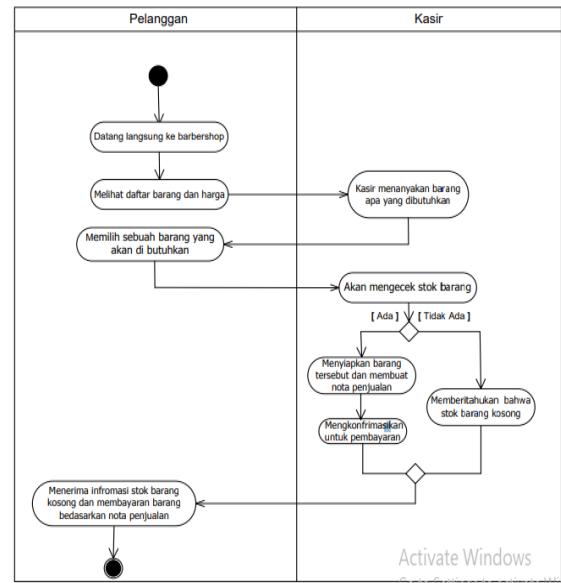 Pelanggan
Kasir
Datang langsung ke barbershop
Melihat daftar barang dan harga
Kasir menanyakan barang
apa yang dibutuhkan
Memilih sebuah barang yang
akan di butuhkan
Akan mengecek stok barang
[ Ada ]
[ Tidak Ada ]
Menyiapkan barang
tersebut dan membuat
nota penjualan
Memberitahukan bahwa
stok barang kosong
Mengkonfrimasikan
untuk pembayaran
Menerima infromasi stok barang
kosong dan membayaran barang
bedasarkan nota penjualan
Activate Windows